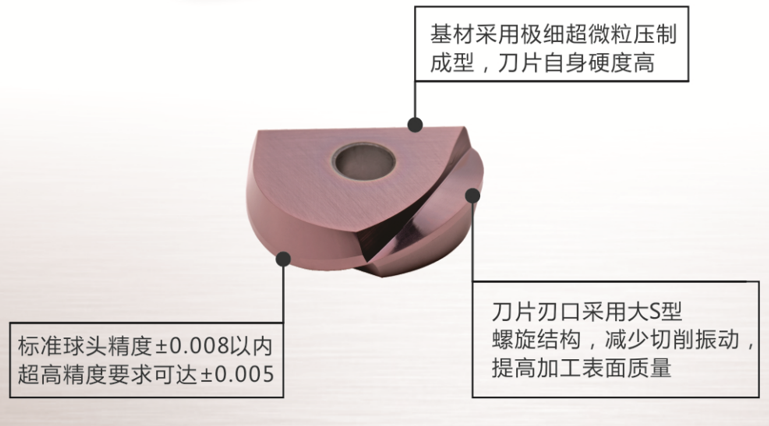 基材采用极细超微粒压制
成型，刀片自身硬度高
标准球头精度±0.008以内
超高精度要求可达±0.005
刀片刃口采用大S型
螺旋结构，减少切削振动，
提高加工表面质量